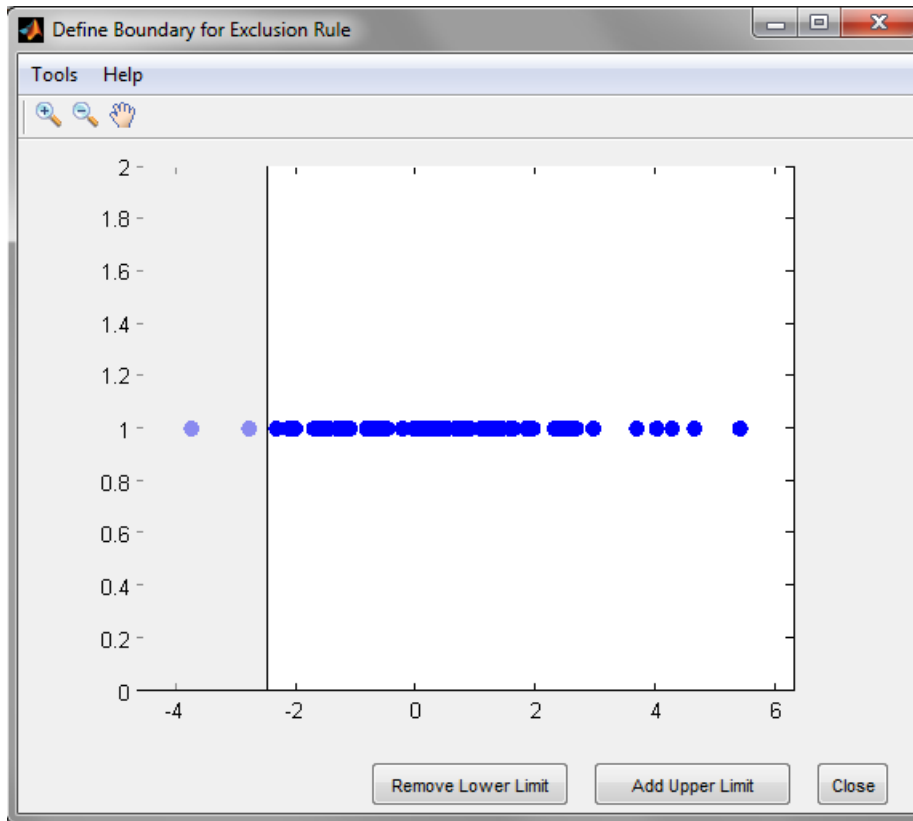 Define Boundary for Exclusion Rule
Tools Help
2
1.8
1.6
1.4
1.2
1
0.8
0.6
0.4
0.2
0
-4 -2 0 2 4 6
Remove Lower Limit Add Upper Limit Close